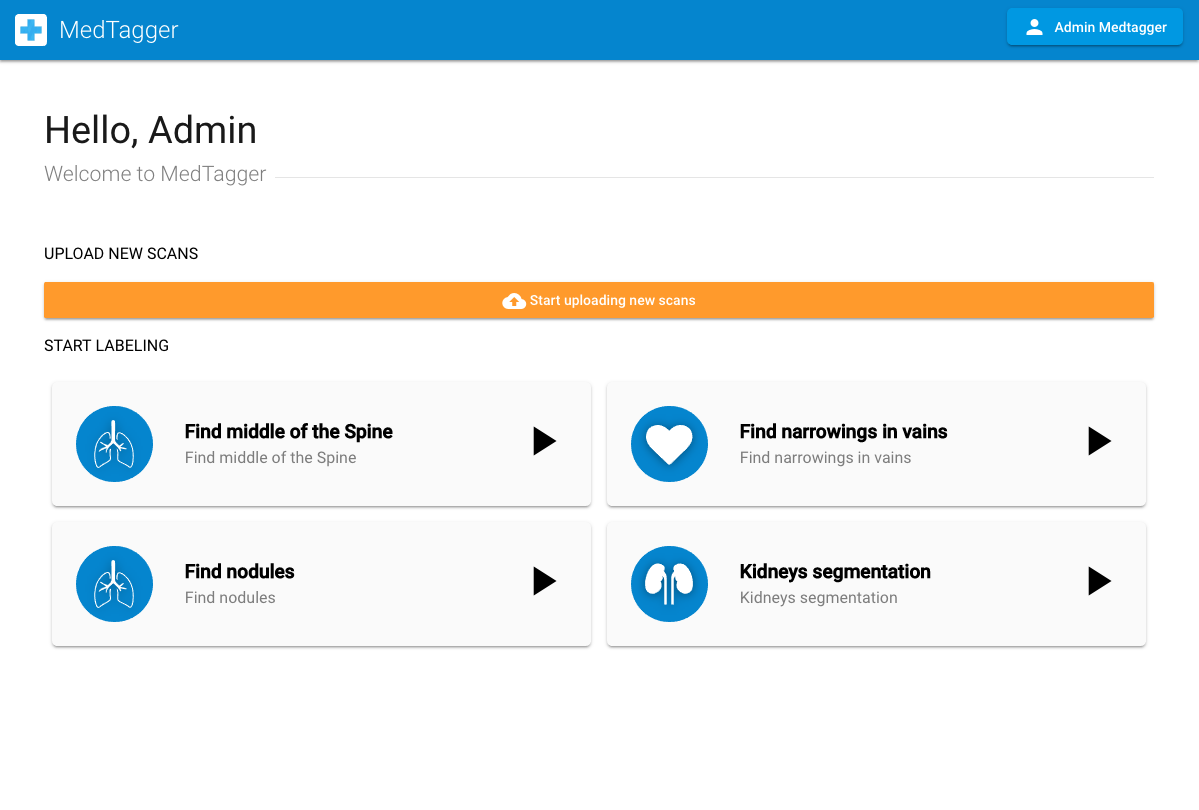 MedTagger
Admin Medtagger
Hello, Admin
Welcome to MedTagger
UPLOAD NEW SCANS
Start uploading new scans
START LABELING
Find middle of the Spine
Find middle of the Spine
Find narrowings in vains
Find narrowings in vains
Find nodules
Find nodules
Kidneys segmentation
Kidneys segmentation